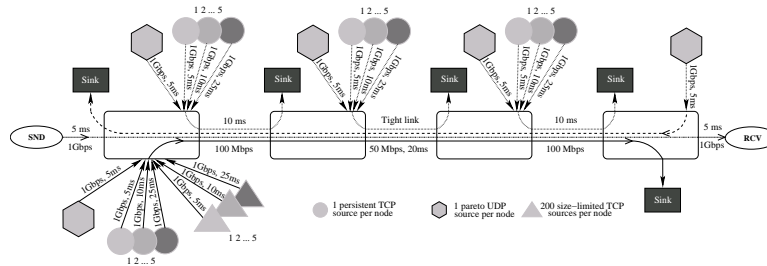 1 2 ... 5
1 2 ... 5
1 2 ... 5
1Gbps, 5ms
1Gbps, 5ms
1Gbps, 10ms
1Gbps, 25ms
1Gbps, 5ms
1Gbps, 5ms
1Gbps, 10ms
1Gbps, 25ms
1Gbps, 5ms
1Gbps, 5ms
1Gbps, 10ms
1Gbps, 25ms
1Gbps, 5ms
Sink
Sink
Sink
Sink
10 ms
Tight link
10 ms
SND
5 ms
1Gbps
5 ms
1Gbps
RCV
100 Mbps
50 Mbps, 20ms
100 Mbps
1Gbps, 5ms
1Gbps, 5ms
1Gbps, 10ms
1Gbps, 25ms
1Gbps, 5ms
1Gbps, 10ms
1Gbps, 25ms
Sink
1 persistent TCP
source per node
1 pareto UDP
source per node
200 size-limited TCP
sources per node
1 2 ... 5
1 2 ... 5